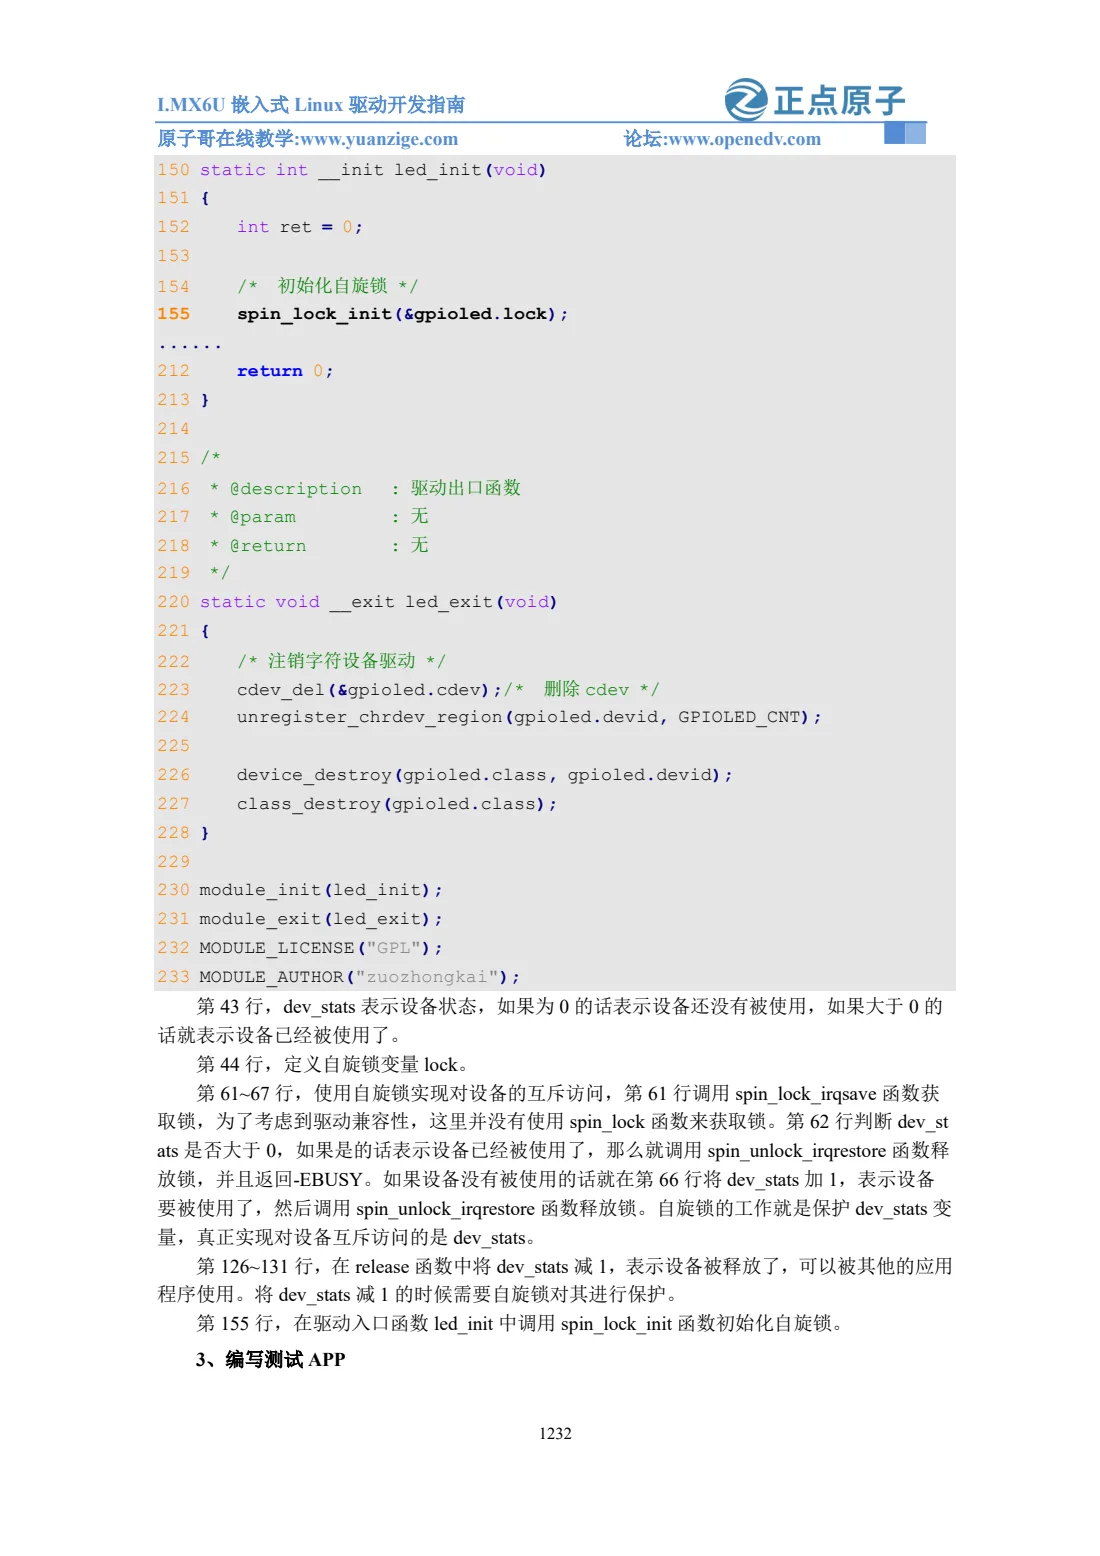 I.MX6U 嵌入式 Linux 驱动开发指南
正点原子
原子哥在线教学:www.yuanzige.com 论坛:www.openedv.com
150 static int __init led_init(void)
151 {
152     int ret = 0;
153
154     /* 初始化自旋锁 */
155     spin_lock_init(&gpioled.lock);
......
212     return 0;
213 }
214
215 /*
216  * @description   : 驱动出口函数
217  * @param         : 无
218  * @return        : 无
219  */
220 static void __exit led_exit(void)
221 {
222     /* 注销字符设备驱动 */
223     cdev_del(&gpioled.cdev);/* 删除 cdev */
224     unregister_chrdev_region(gpioled.devid, GPIOLED_CNT);
225
226     device_destroy(gpioled.class, gpioled.devid);
227     class_destroy(gpioled.class);
228 }
229
230 module_init(led_init);
231 module_exit(led_exit);
232 MODULE_LICENSE("GPL");
233 MODULE_AUTHOR("zuozhongkai");
第 43 行，dev_stats 表示设备状态，如果为 0 的话表示设备还没有被使用，如果大于 0 的
话就表示设备已经被使用了。
第 44 行，定义自旋锁变量 lock。
第 61~67 行，使用自旋锁实现对设备的互斥访问，第 61 行调用 spin_lock_irqsave 函数获
取锁，为了考虑到驱动兼容性，这里并没有使用 spin_lock 函数来获取锁。第 62 行判断 dev_st
ats 是否大于 0，如果是的话表示设备已经被使用了，那么就调用 spin_unlock_irqrestore 函数释
放锁，并且返回-EBUSY。如果设备没有被使用的话就在第 66 行将 dev_stats 加 1，表示设备
要被使用了，然后调用 spin_unlock_irqrestore 函数释放锁。自旋锁的工作就是保护 dev_stats 变
量，真正实现对设备互斥访问的是 dev_stats。
第 126~131 行，在 release 函数中将 dev_stats 减 1，表示设备被释放了，可以被其他的应用
程序使用。将 dev_stats 减 1 的时候需要自旋锁对其进行保护。
第 155 行，在驱动入口函数 led_init 中调用 spin_lock_init 函数初始化自旋锁。
3、编写测试 APP
1232